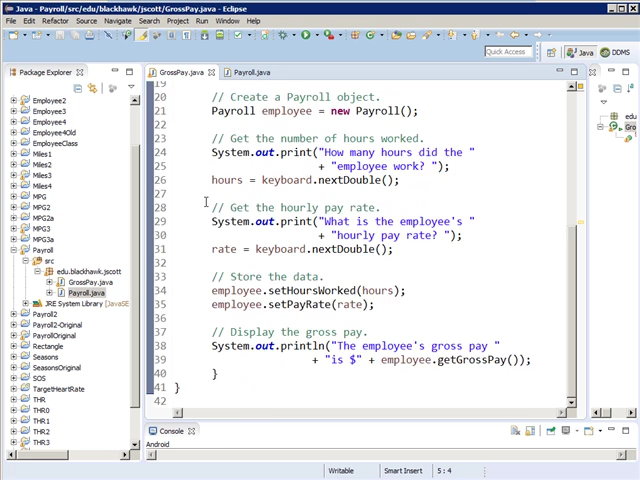 Java - Payroll/src/edu/blackhawk/jscott/GrossPay.java - Eclipse
File Edit Refactor Source Navigate Search Project Run Window Help
Quick Access
Java
DDMS
Package Explorer
Employee2
Employee3
Employee4
Employee4Old
EmployeeClass
Miles1
Miles2
Miles3
Miles4
MPG
MPG2
MPG2a
MPG3
MPG3a
Payroll
src
edu.blackhawk.jscott
GrossPay.java
Payroll.java
JRE System Library [JavaSE
Payroll2
Payroll2-Original
PayrollOriginal
Rectangle
Seasons
SeasonsOriginal
SOS
TargetHeartRate
THR
THR0
THR1
THR2
THR3
GrossPay.java
Payroll.java
19
20 // Create a Payroll object.
21 Payroll employee = new Payroll();
22
23 // Get the number of hours worked.
24 System.out.print("How many hours did the "
25 + "employee work? ");
26 hours = keyboard.nextDouble();
27
28 // Get the hourly pay rate.
29 System.out.print("What is the employee's "
30 + "hourly pay rate? ");
31 rate = keyboard.nextDouble();
32
33 // Store the data.
34 employee.setHoursWorked(hours);
35 employee.setPayRate(rate);
36
37 // Display the gross pay.
38 System.out.println("The employee's gross pay "
39 + "is $" + employee.getGrossPay());
40 }
41 }
42
edu
Gro
Console
Android
Writable
Smart Insert
5 : 4